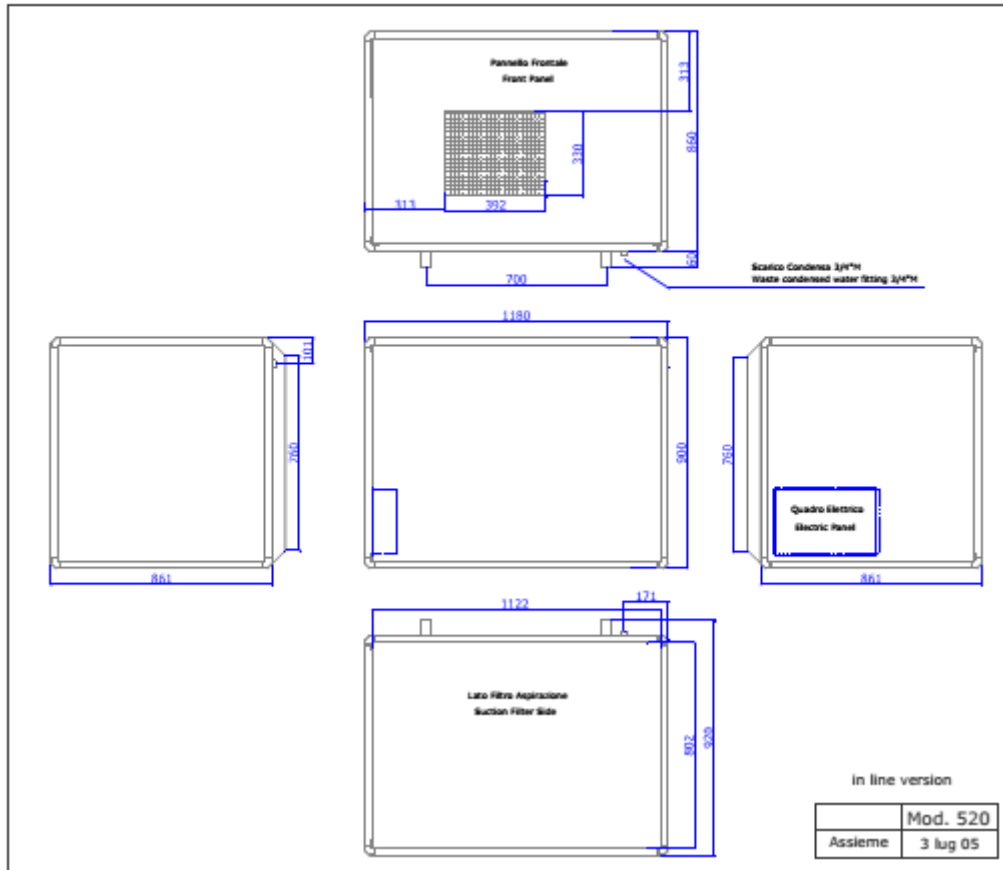 Pannello Frontale
Front Panel
313
860
330
313
392
60
700
Scarico Condensa 3/4"M
Waste condensed water fitting 3/4"M
1180
101
760
900
760
Quadro Elettrico
Electric Panel
861
861
1122
171
Lato Filtro Aspirazione
Suction Filter Side
802
920
in line version
Mod. 520
Assieme
3 lug 05